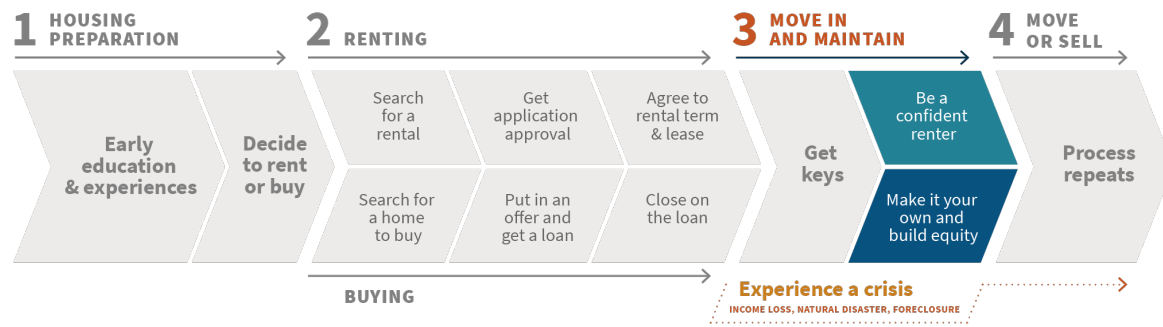 1 HOUSING
PREPARATION
2 RENTING
3 MOVE IN
AND MAINTAIN
4 MOVE
OR SELL
Early
education
& experiences
Decide
to rent
or buy
Search
for a
rental
Get
application
approval
Agree to
rental term
& lease
Search for
a home
to buy
Put in an
offer and
get a loan
Close on
the loan
Get
keys
Be a
confident
renter
Make it your
own and
build equity
Process
repeats
BUYING
Experience a crisis
INCOME LOSS, NATURAL DISASTER, FORECLOSURE